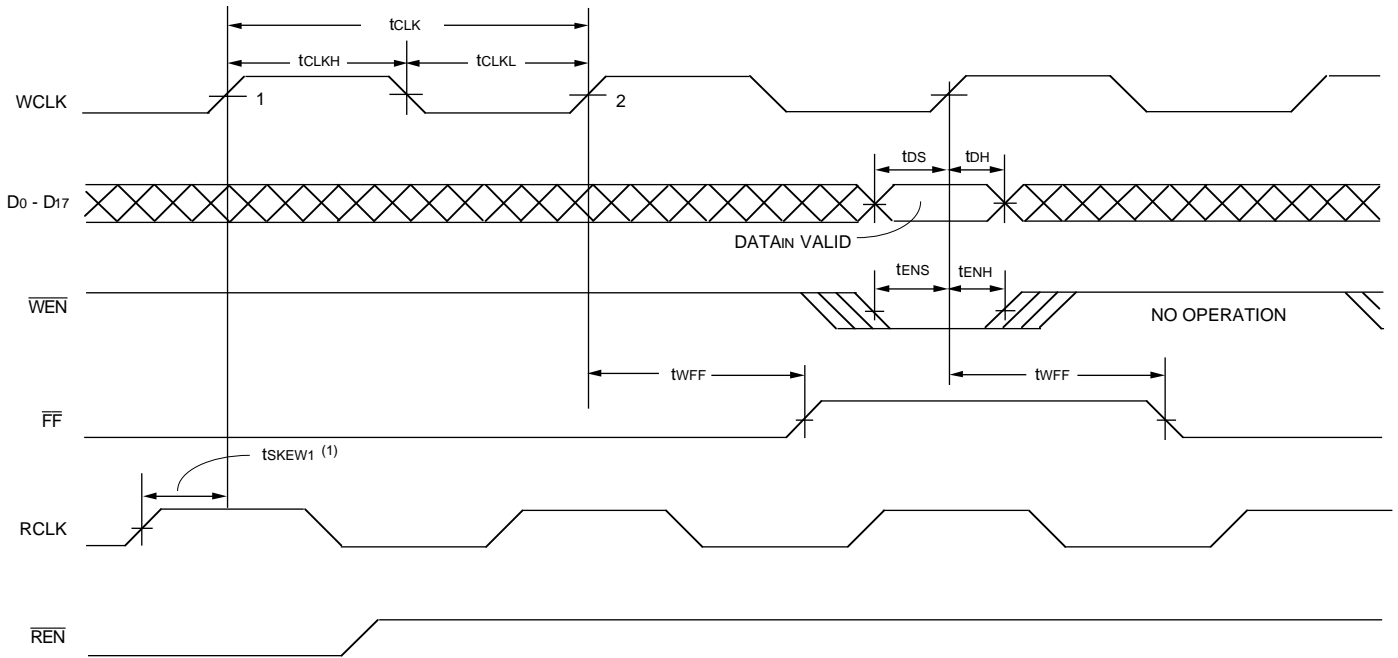 tCLK
tCLKH
tCLKL
WCLK
1
2
tDS
tDH
D0 - D17
DATAIN VALID
tENS
tENH
WEN
NO OPERATION
tWFF
tWFF
FF
tSKEW1 (1)
RCLK
REN